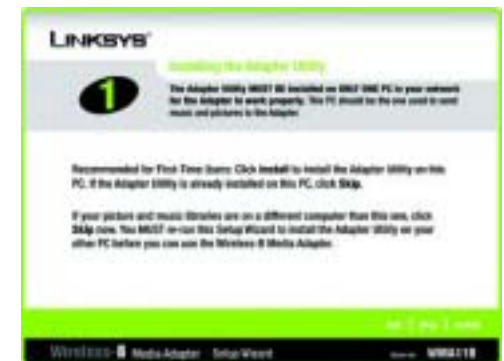 LINKSYS
Installing the Adapter Utility
1
The Adapter Utility MUST BE installed on ONLY ONE PC in your network
for the Adapter to work properly. This PC should be the one used to send
music and pictures to the Adapter.
Recommended for First-Time Users: Click Install to install the Adapter Utility on this
PC. If the Adapter Utility is already installed on this PC, click Skip.
If your picture and music libraries are on a different computer than this one, click
Skip now. You MUST re-run this Setup Wizard to install the Adapter Utility on your
other PC before you can use the Wireless-B Media Adapter.
Wireless-B Media Adapter Setup Wizard WMA11B